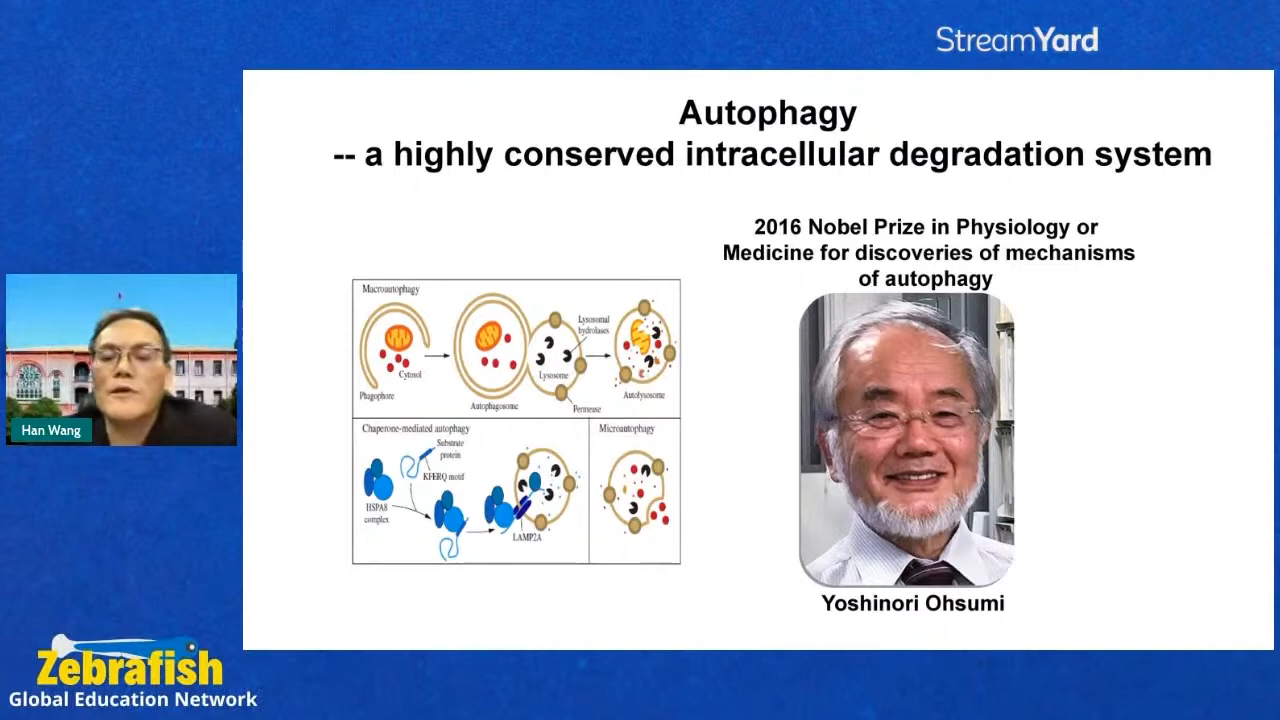 StreamYard
Autophagy
-- a highly conserved intracellular degradation system
2016 Nobel Prize in Physiology or
Medicine for discoveries of mechanisms
of autophagy
Macroautophagy
Lysosomal
hydrolases
Cytosol
Lysosome
Phagophore
Autophagosome
Permease
Autolysosome
Chaperone-mediated autophagy
Substrate
protein
KFERQ motif
HSPA8
complex
LAMP2A
Microautophagy
Yoshinori Ohsumi
Han Wang
Zebrafish
Global Education Network